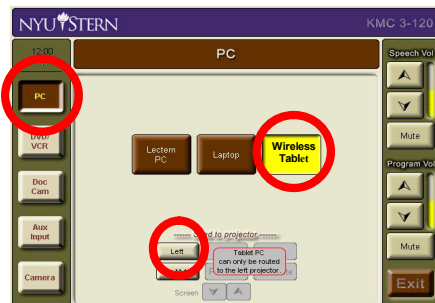 NYU STERN
KMC 3-120
12:00
PC
Speech Vol
PC
DVD/
VCR
Doc
Cam
Aux
Input
Camera
Lectern
PC
Laptop
Wireless
Tablet
to projector
Left
Tablet PC
can only be routed
to the left projector
Screen
Mute
Program Vol
Mute
Exit